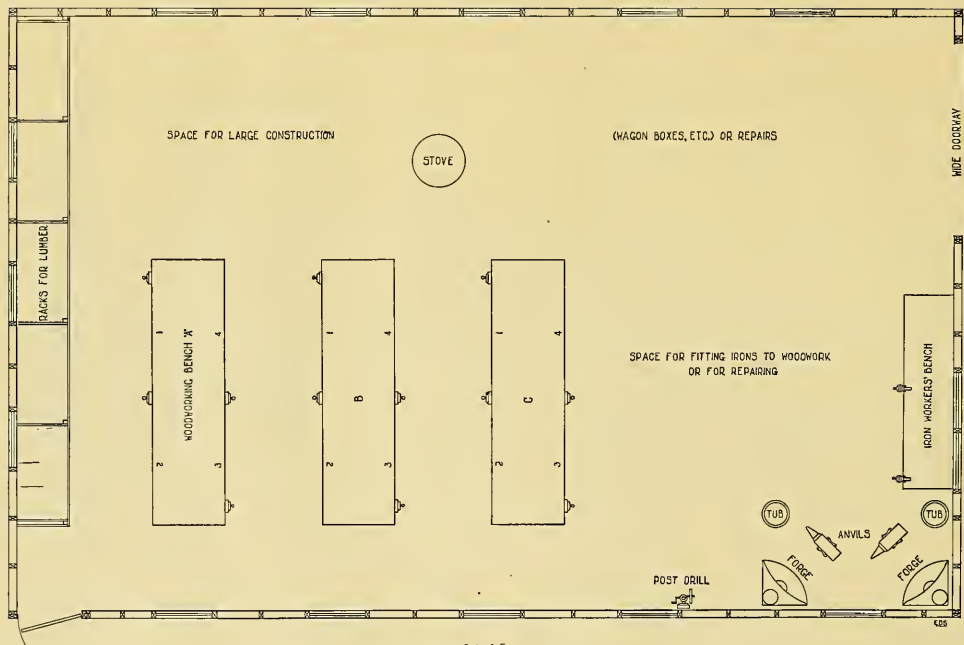 SPACE FOR LARGE CONSTRUCTION
(WAGON BOXES, ETC.) OR REPAIRS
STOVE
WIDE DOORWAY
RACKS FOR LUMBER
WOODWORKING BENCH "A"
1
4
2
3
B
1
4
2
3
C
1
4
2
3
SPACE FOR FITTING IRONS TO WOODWORK
OR FOR REPAIRING
IRON WORKERS' BENCH
TUB
ANVILS
TUB
FORGE
FORGE
POST DRILL